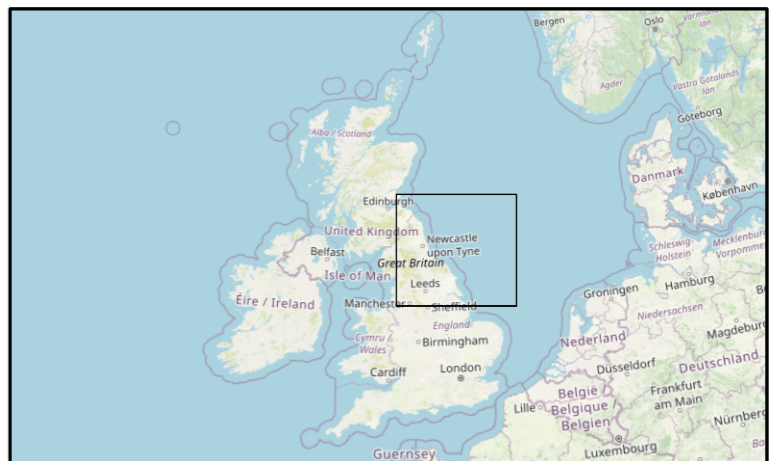 Bergen
Oslo
Agder
Västra Götalands
län
Göteborg
Alba / Scotland
Danmark
København
Edinburgh
United Kingdom
Newcastle
upon Tyne
Belfast
Great Britain
Isle of Man
Schleswig-
Holstein
Mecklenburg
Vorpommer
Hamburg
Leeds
Groningen
Éire / Ireland
Manchester
Sheffield
Niedersachsen
England
Magdeburg
Cymru /
Wales
Birmingham
Nederland
Cardiff
London
Düsseldorf
Deutschland
België
Belgique /
Belgien
Frankfurt
am Main
Lille
Nürnberg
Luxembourg
Guernsey